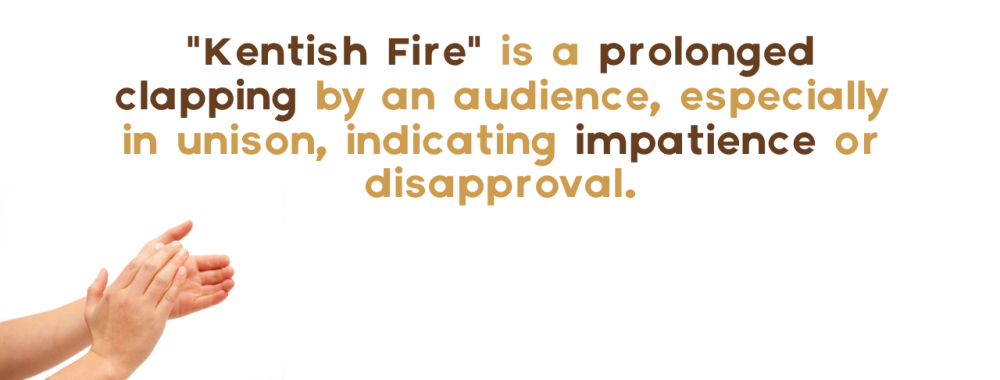 "Kentish Fire" is a prolonged
clapping by an audience, especially
in unison, indicating impatience or
disapproval.